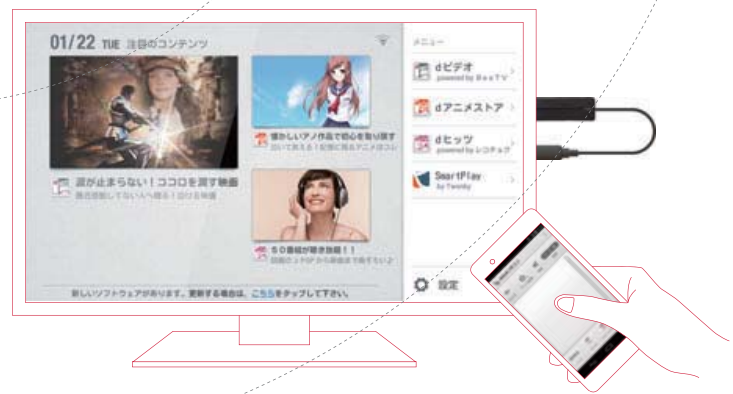 01/22 TUE 注目のコンテンツ
懐かしいアノ作品で初心を取り戻す
涙が止まらない！ココロを潤す映画
５０番組が聴き放題！！
新しいソフトウェアがあります。更新する場合は、こちらをタップして下さい。
メニュー
dビデオ
powered by BeeTV
dアニメストア
dヒッツ
powered by レコチョク
SmartPlay
by Twonky
設定